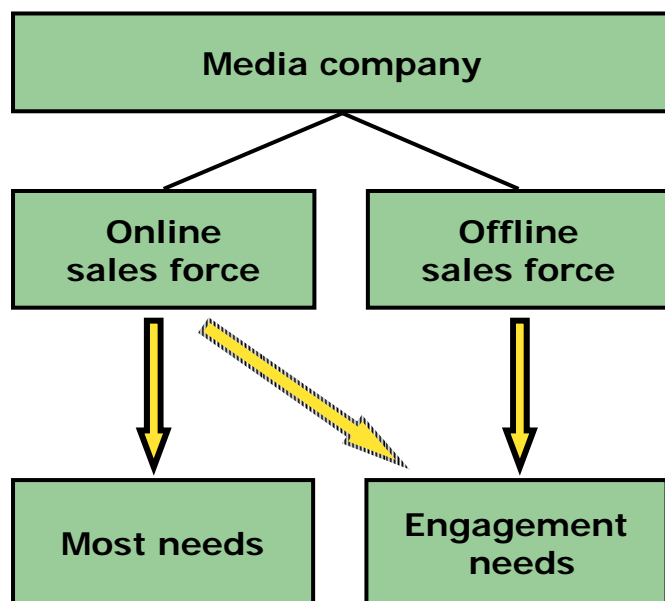 Media company
Online
sales force
Offline
sales force
Most needs
Engagement
needs